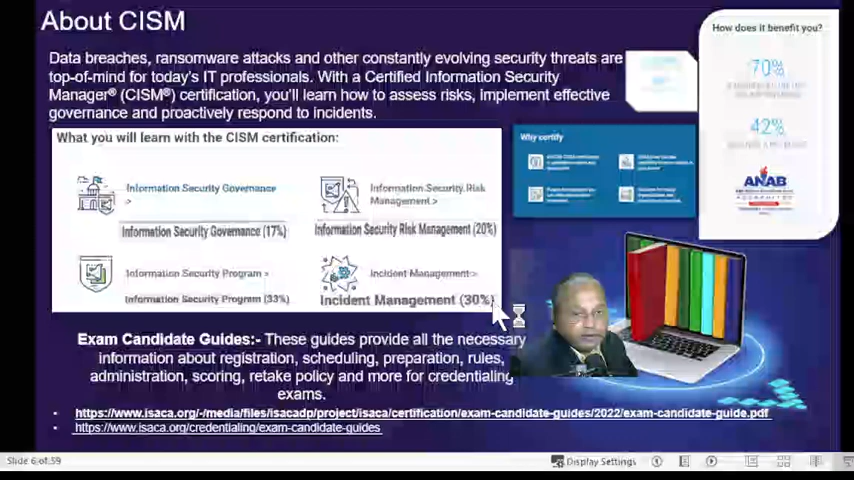 About CISM
Data breaches, ransomware attacks and other constantly evolving security threats are
top-of-mind for today's IT professionals. With a Certified Information Security
Manager® (CISM®) certification, you'll learn how to assess risks, implement effective
governance and proactively respond to incidents.
What you will learn with the CISM certification:
Information Security Governance
>
Information Security Governance (17%)
Information Security Risk
Management >
Information Security Risk Management (20%)
Information Security Program >
Information Security Program (33%)
Incident Management >
Incident Management (30%)
Why certify
How does it benefit you?
70%
42%
ANAB
ACCREDITED
Exam Candidate Guides:- These guides provide all the necessary
information about registration, scheduling, preparation, rules,
administration, scoring, retake policy and more for credentialing
exams.
• https://www.isaca.org/-/media/files/isacadp/project/isaca/certification/exam-candidate-guides/2022/exam-candidate-guide.pdf
• https://www.isaca.org/credentialing/exam-candidate-guides
Slide 6 of 59
Display Settings